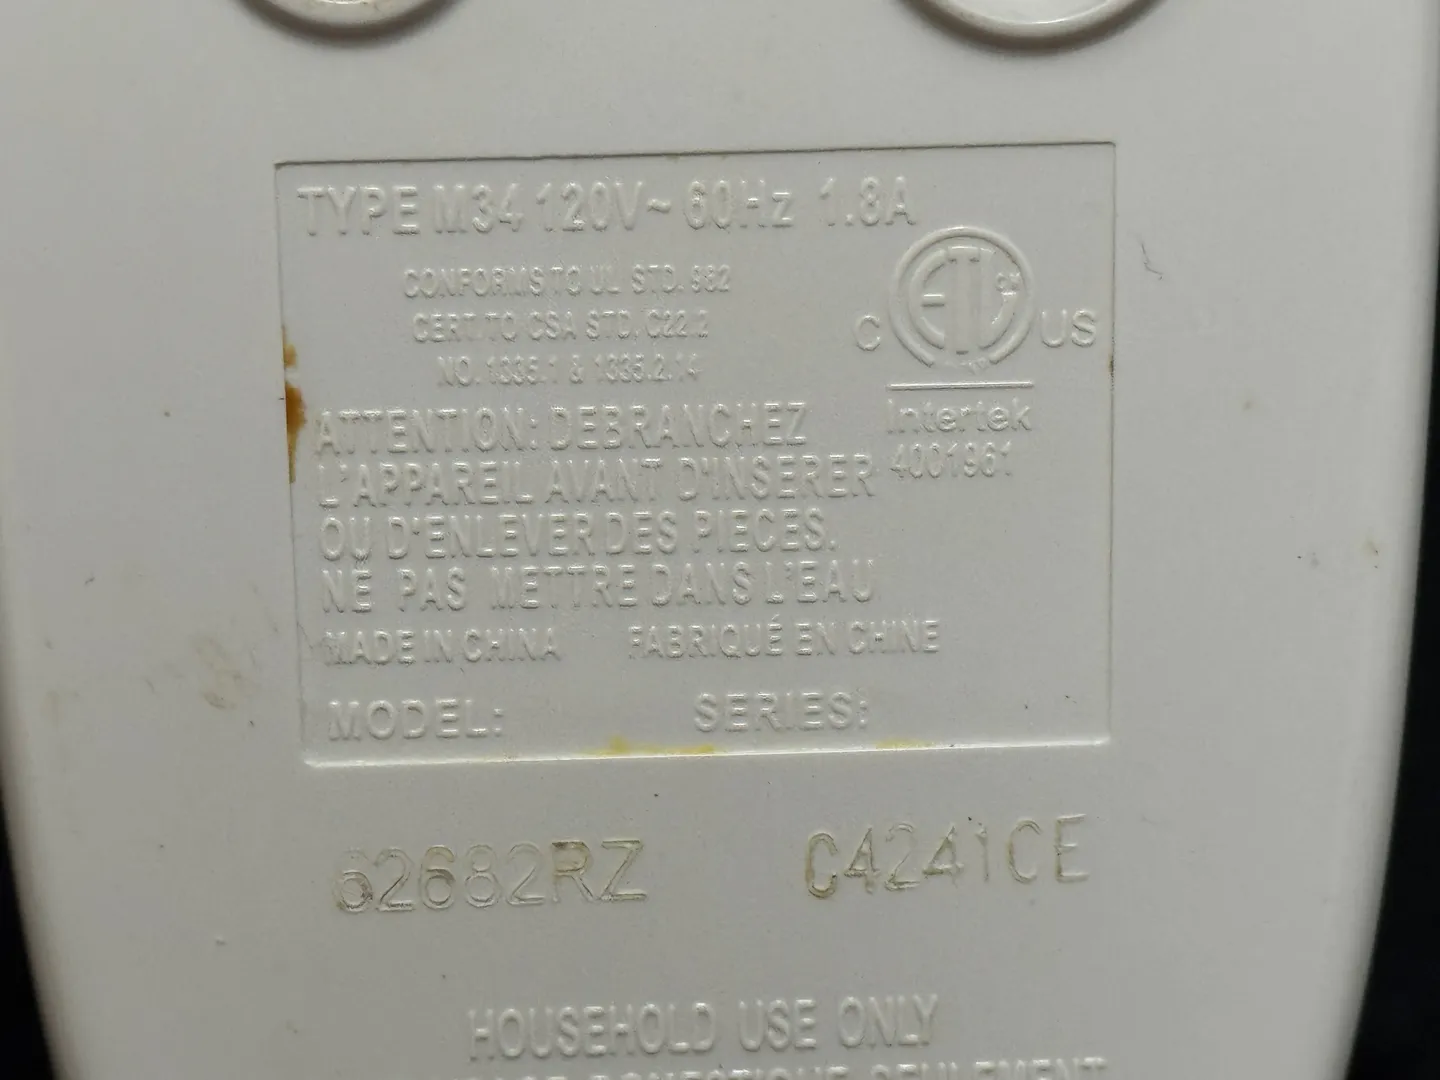 TYPE M34 120V~ 60Hz 1.8A
CONFORMS TO UL STD. 982
CERT. TO CSA STD. C22.2
NO. 1335.1 & 1335.2.14
C ETL CM US
Intertek
4001961
ATTENTION: DEBRANCHEZ
L'APPAREIL AVANT D'INSERER
OU D'ENLEVER DES PIECES.
NE PAS METTRE DANS L'EAU
MADE IN CHINA FABRIQUÉ EN CHINE
MODEL: SERIES:
62682RZ C4241CE
HOUSEHOLD USE ONLY